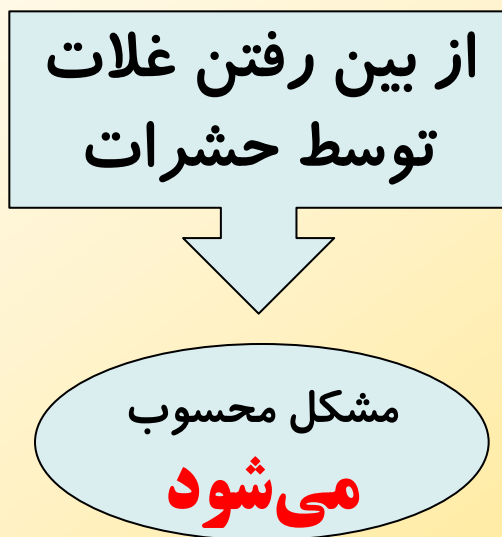 از بین رفتن غلات
توسط حشرات
مشکل محسوب
می‌شود